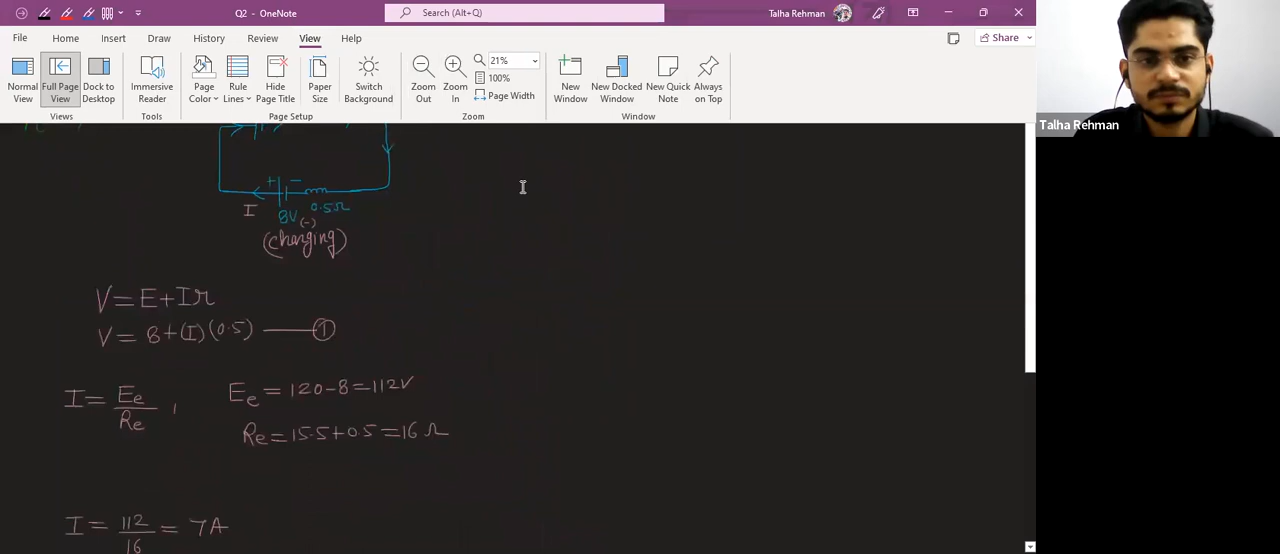 Q2 - OneNote
Search (Alt+Q)
Talha Rehman
File Home Insert Draw History Review View Help
Share
Normal View
Full Page View
Dock to Desktop
Immersive Reader
Page Color
Rule Lines
Hide Page Title
Paper Size
Switch Background
Zoom Out
Zoom In
21%
100%
Page Width
New Window
New Docked Window
New Quick Note
Always on Top
Views Tools Page Setup Zoom Window
Talha Rehman
+ −
I 8V 0.5Ω
(−)
(charging)
V = E + Ir
V = 8 + (I)(0.5) — ①
I = Ee / Re , Ee = 120 - 8 = 112V
Re = 15.5 + 0.5 = 16 Ω
I = 112 / 16 = 7A